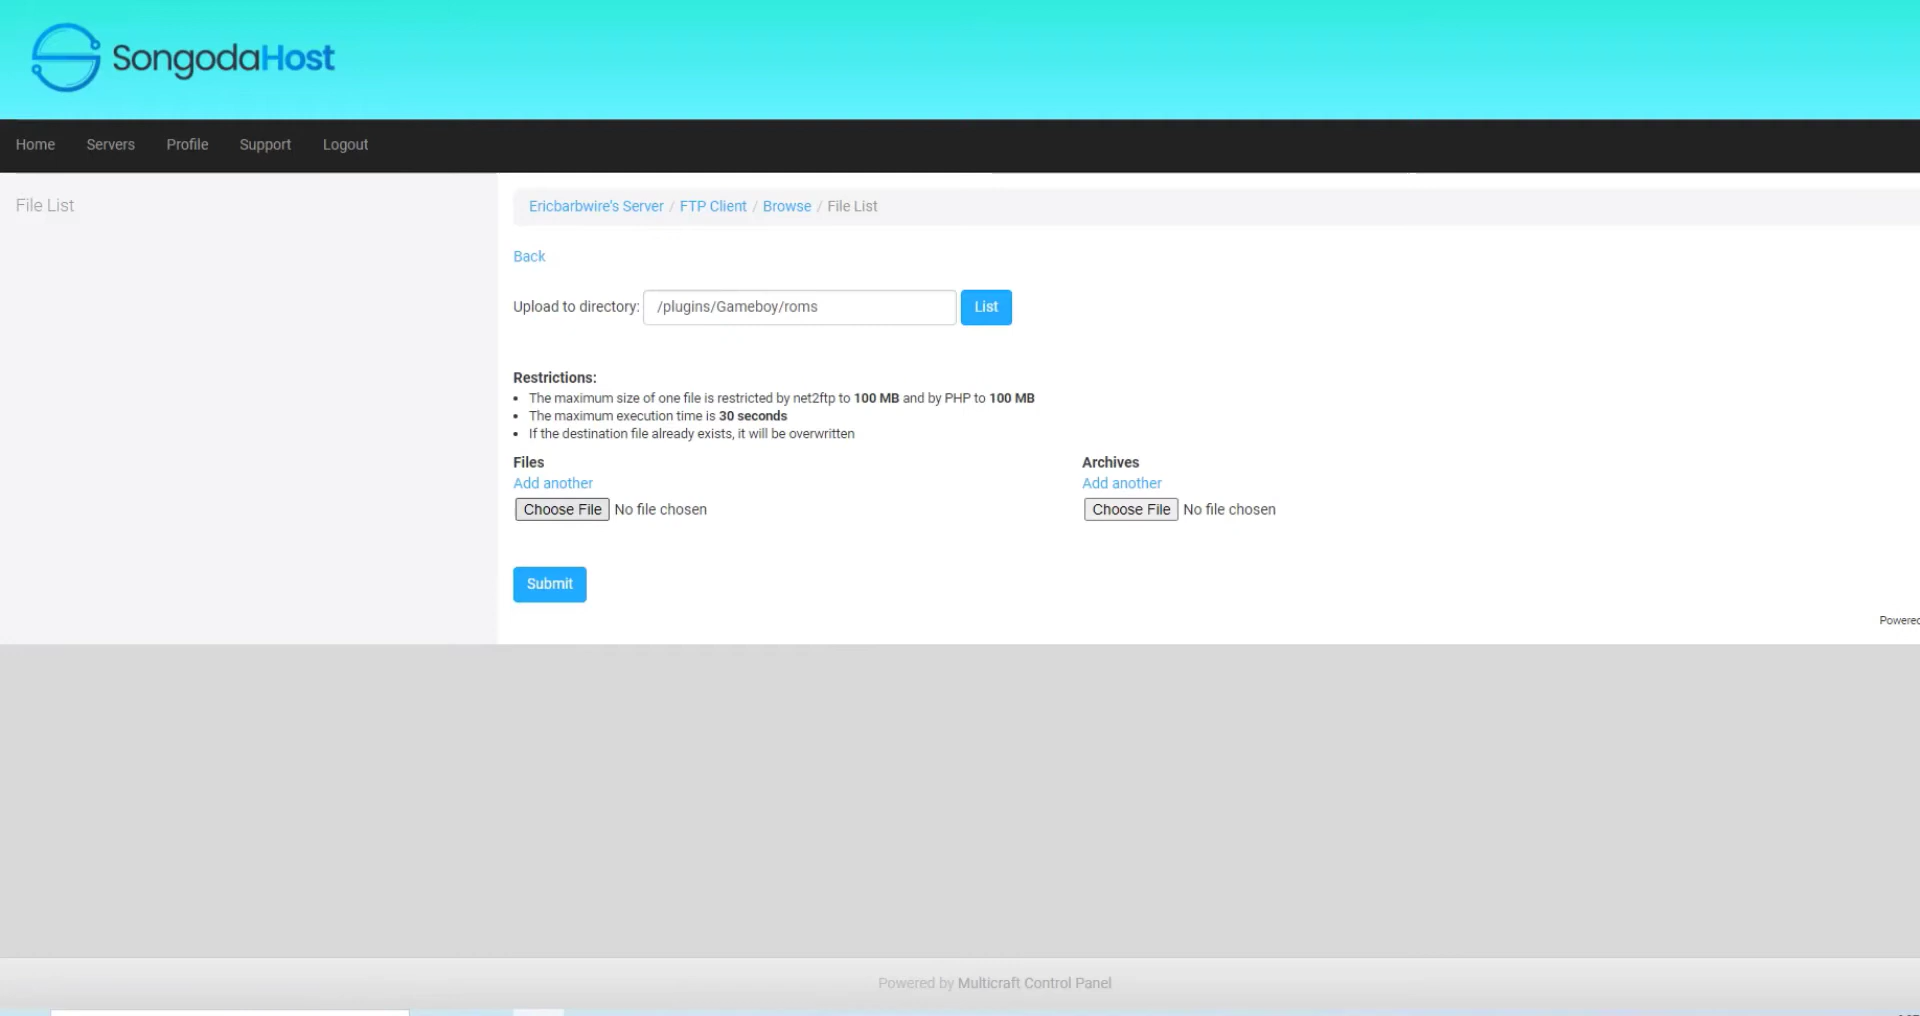 SongodaHost
Home Servers Profile Support Logout
File List
Ericbarbwire's Server / FTP Client / Browse / File List
Back
Upload to directory: /plugins/Gameboy/roms List
Restrictions:
• The maximum size of one file is restricted by net2ftp to 100 MB and by PHP to 100 MB
• The maximum execution time is 30 seconds
• If the destination file already exists, it will be overwritten
Files
Add another
Choose File No file chosen
Archives
Add another
Choose File No file chosen
Submit
Powered
Powered by Multicraft Control Panel